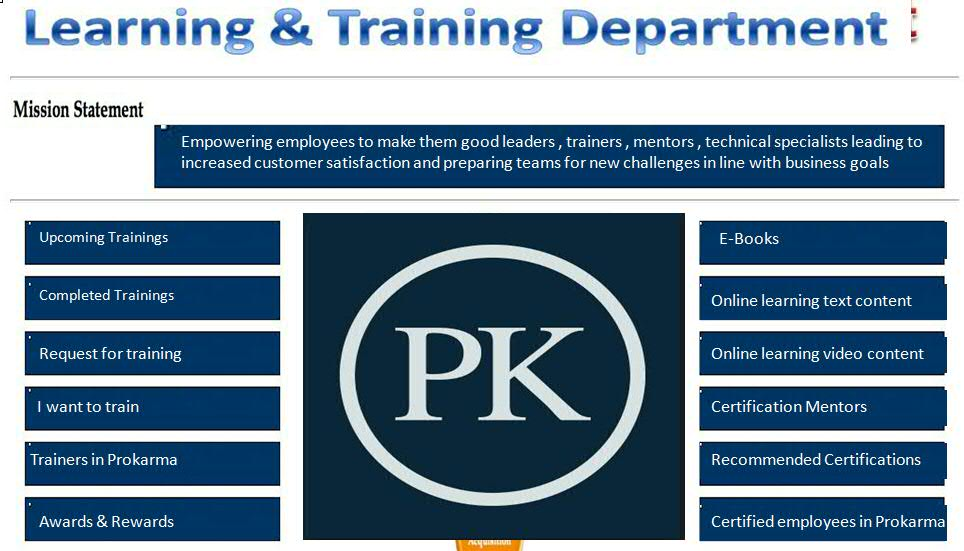 Learning & Training Department
Mission Statement
Empowering employees to make them good leaders , trainers , mentors , technical specialists leading to
increased customer satisfaction and preparing teams for new challenges in line with business goals
Upcoming Trainings
Completed Trainings
Request for training
I want to train
Trainers in Prokarma
Awards & Rewards
PK
E-Books
Online learning text content
Online learning video content
Certification Mentors
Recommended Certifications
Certified employees in Prokarma
Acquisition